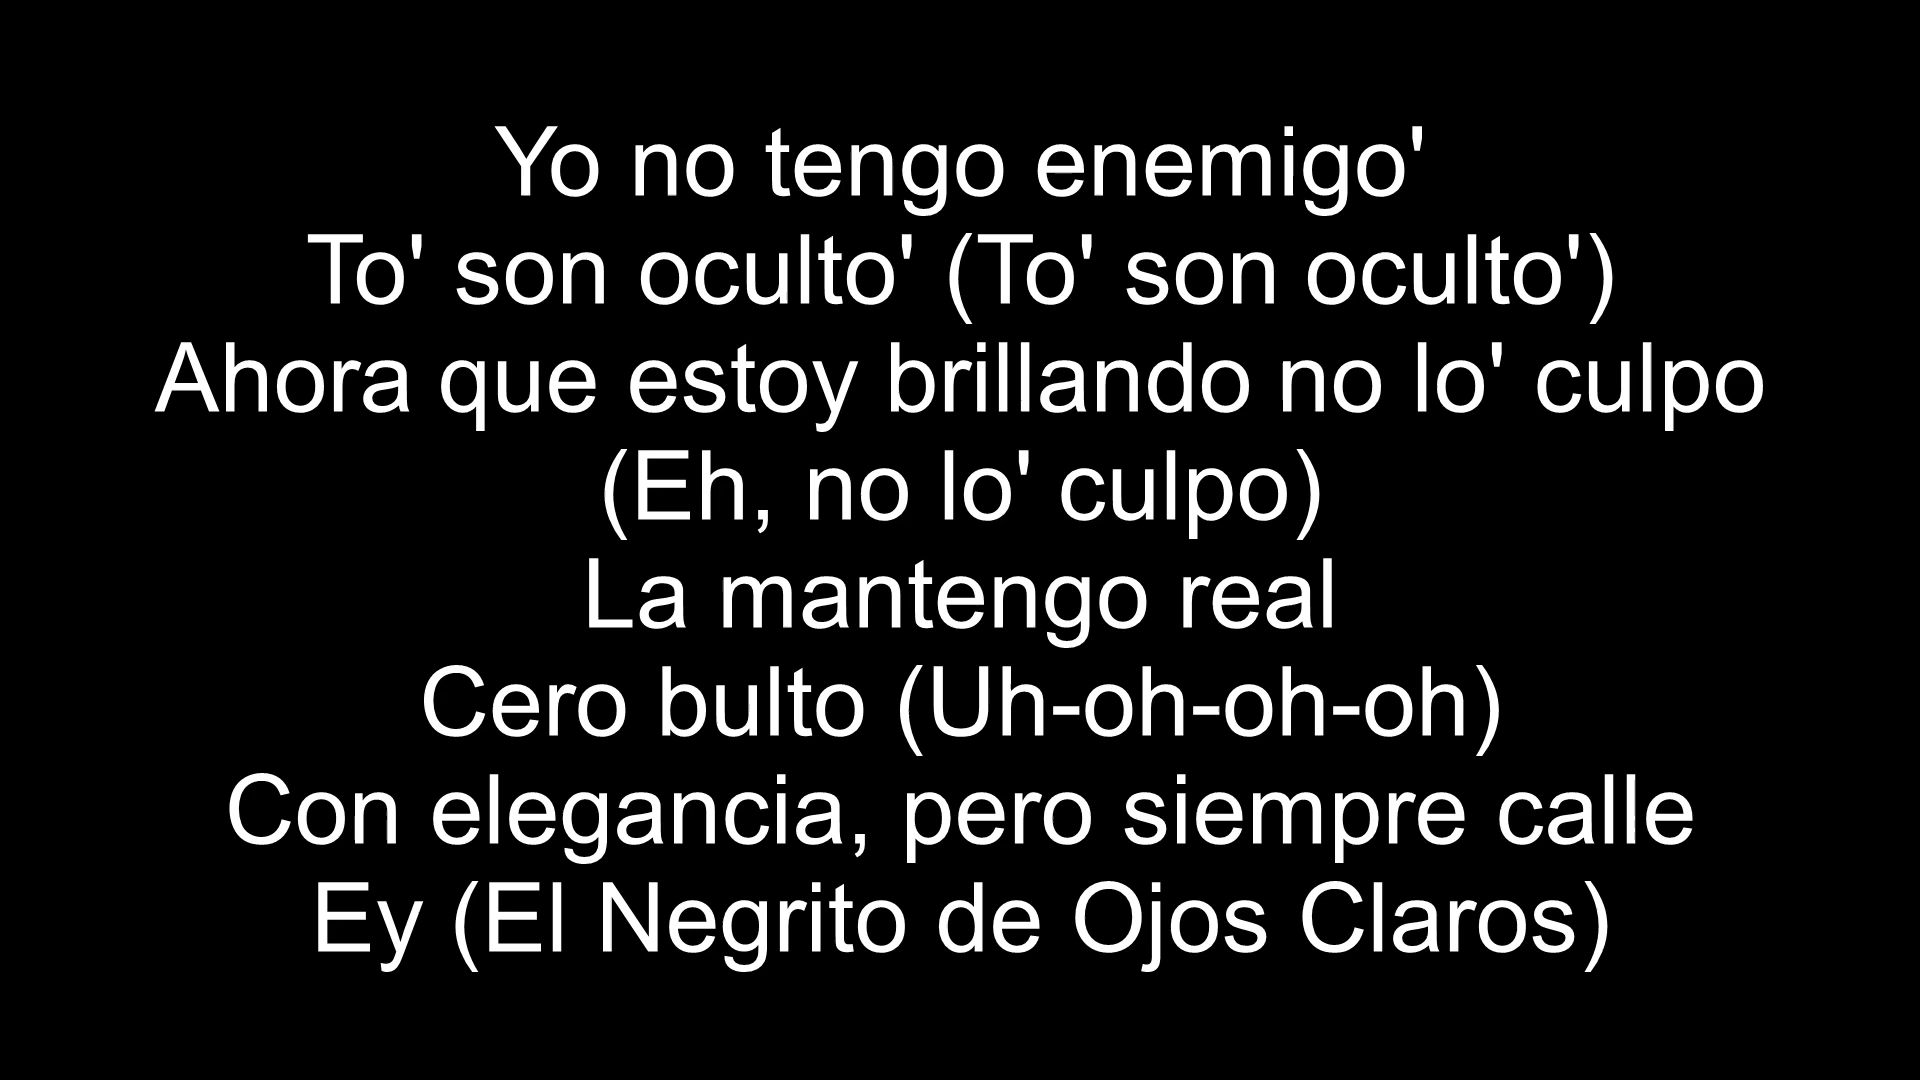 Yo no tengo enemigo'
To' son oculto' (To' son oculto')
Ahora que estoy brillando no lo' culpo
(Eh, no lo' culpo)
La mantengo real
Cero bulto (Uh-oh-oh-oh)
Con elegancia, pero siempre calle
Ey (El Negrito de Ojos Claros)